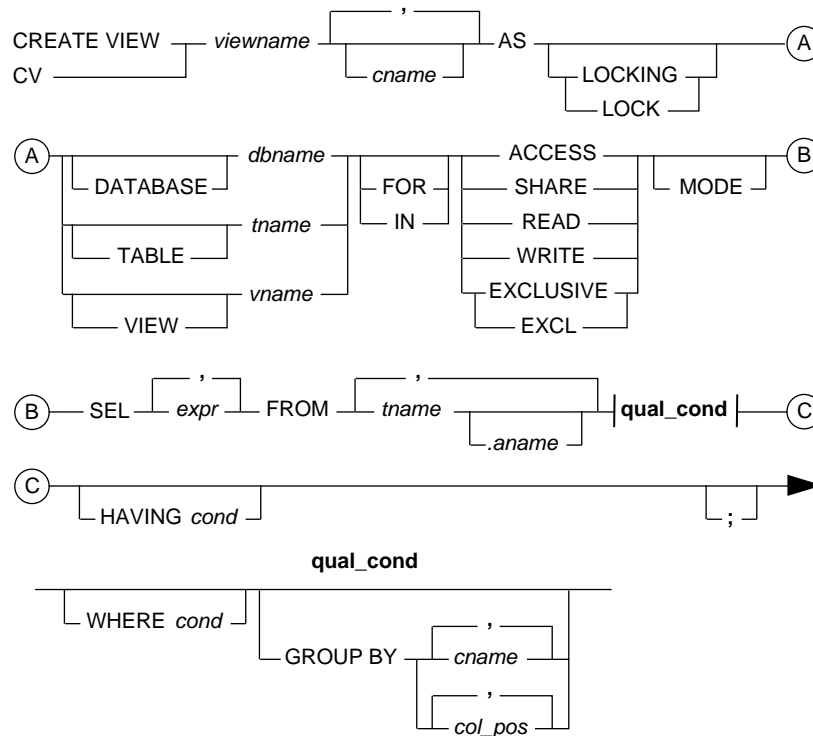 ,
CREATE VIEW viewname AS A
CV cname LOCKING
LOCK
A dbname ACCESS B
DATABASE FOR SHARE MODE
tname IN READ
TABLE WRITE
vname EXCLUSIVE
VIEW EXCL
, ,
B SEL expr FROM tname qual_cond C
.aname
C
HAVING cond ;
qual_cond
WHERE cond ,
GROUP BY cname
,
col_pos